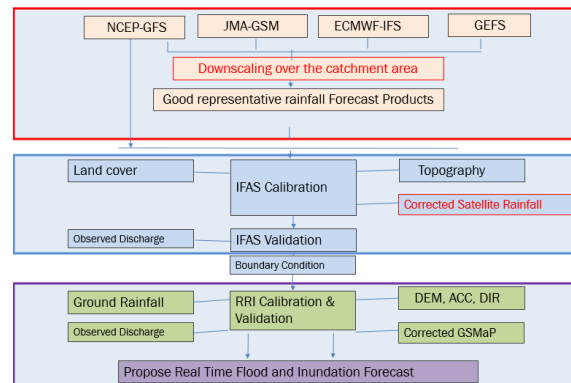 NCEP-GFS
JMA-GSM
ECMWF-IFS
GEFS
Downscaling over the catchment area
Good representative rainfall Forecast Products
Land cover
IFAS Calibration
Topography
Corrected Satellite Rainfall
Observed Discharge
IFAS Validation
Boundary Condition
Ground Rainfall
RRI Calibration &
Validation
DEM, ACC, DIR
Observed Discharge
Corrected GSMaP
Propose Real Time Flood and Inundation Forecast